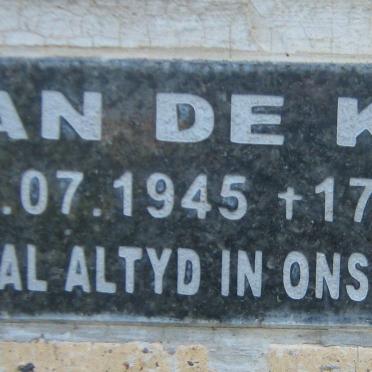 AN DE K
.07.1945 †17
AL ALTYD IN ONS